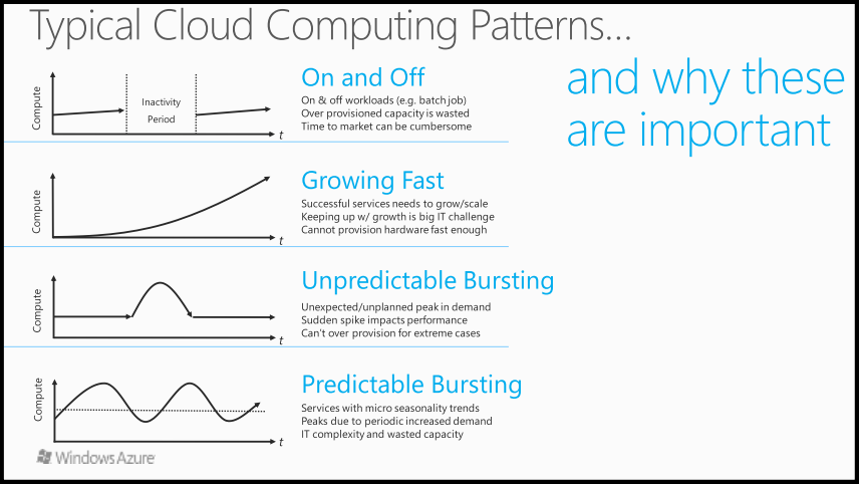 Typical Cloud Computing Patterns...
and why these
are important
Compute
Inactivity
Period
t
On and Off
On & off workloads (e.g. batch job)
Over provisioned capacity is wasted
Time to market can be cumbersome
Compute
t
Growing Fast
Successful services needs to grow/scale
Keeping up w/ growth is big IT challenge
Cannot provision hardware fast enough
Compute
t
Unpredictable Bursting
Unexpected/unplanned peak in demand
Sudden spike impacts performance
Can't over provision for extreme cases
Compute
t
Predictable Bursting
Services with micro seasonality trends
Peaks due to periodic increased demand
IT complexity and wasted capacity
Windows Azure